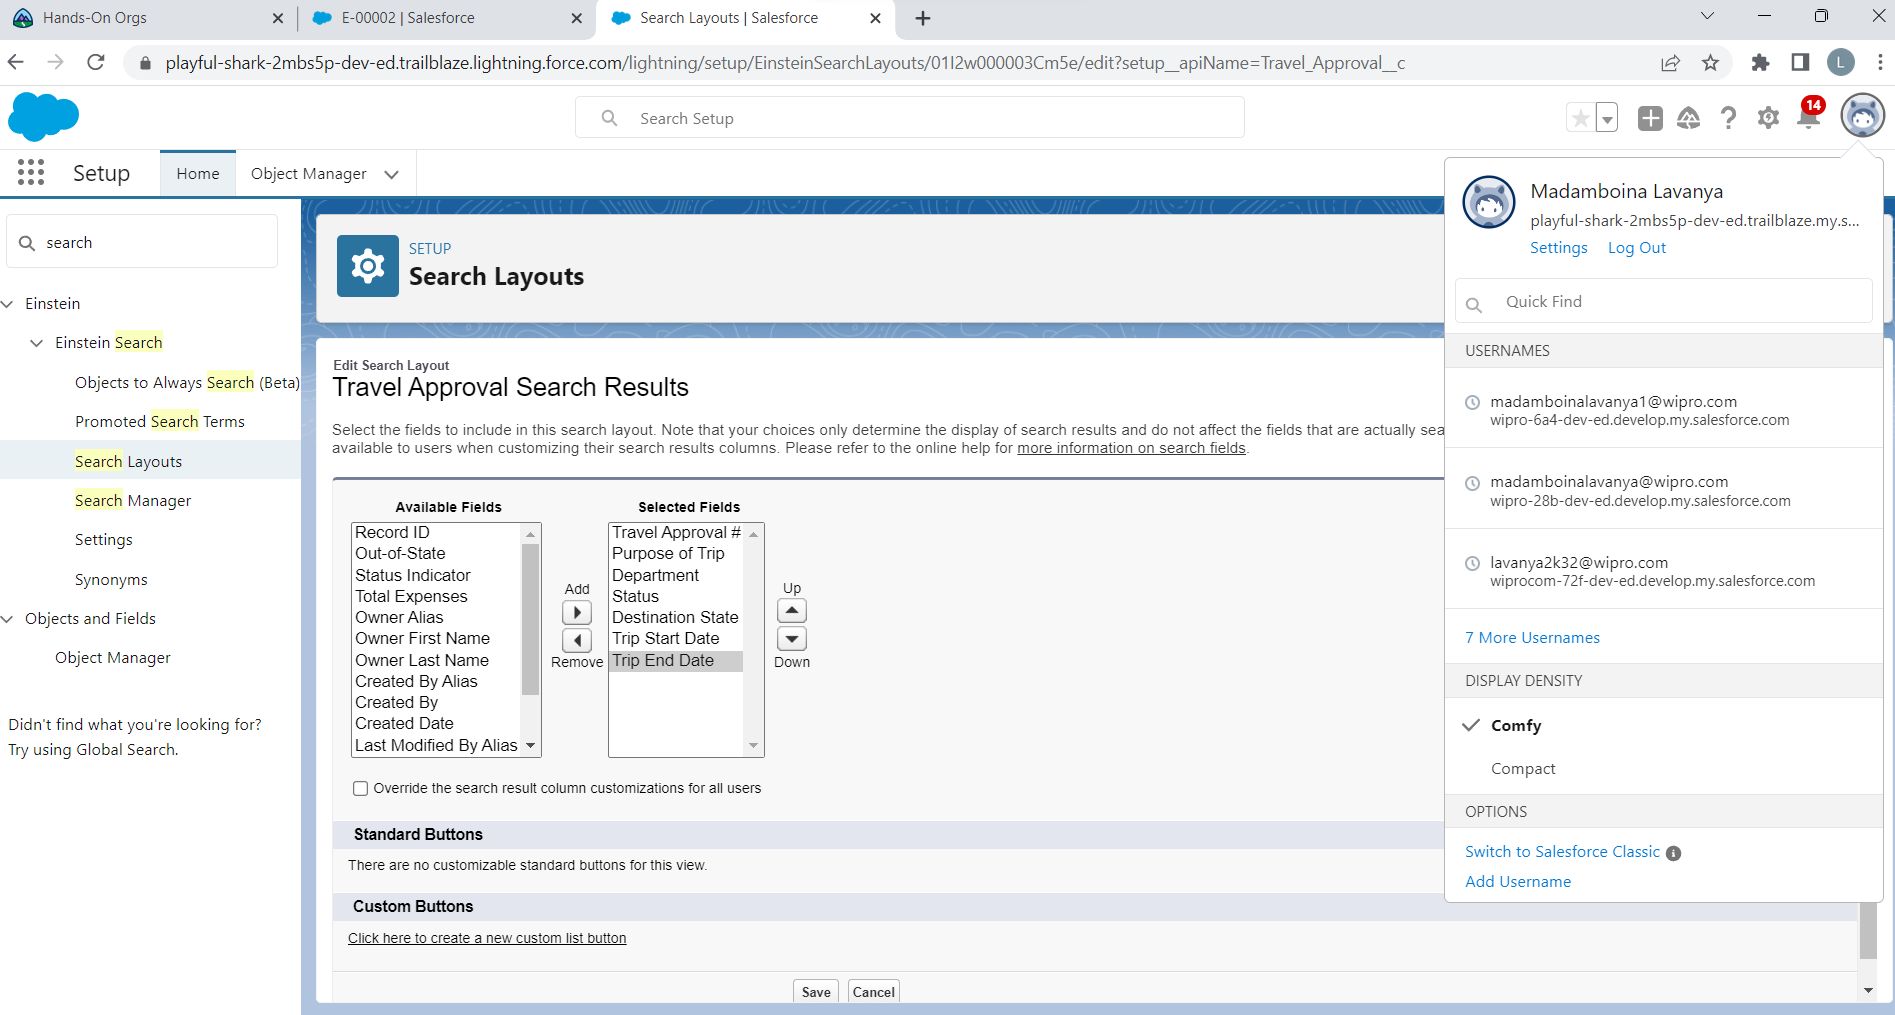 Hands-On Orgs
E-00002 | Salesforce
Search Layouts | Salesforce
playful-shark-2mbs5p-dev-ed.trailblaze.lightning.force.com/lightning/setup/EinsteinSearchLayouts/01I2w000003Cm5e/edit?setup__apiName=Travel_Approval__c
L
Search Setup
14
Setup
Home
Object Manager
search
Einstein
Einstein Search
Objects to Always Search (Beta)
Promoted Search Terms
Search Layouts
Search Manager
Settings
Synonyms
Objects and Fields
Object Manager
Didn't find what you're looking for?
Try using Global Search.
SETUP
Search Layouts
Edit Search Layout
Travel Approval Search Results
Select the fields to include in this search layout. Note that your choices only determine the display of search results and do not affect the fields that are actually sea
available to users when customizing their search results columns. Please refer to the online help for more information on search fields.
Available Fields
Record ID
Out-of-State
Status Indicator
Total Expenses
Owner Alias
Owner First Name
Owner Last Name
Created By Alias
Created By
Created Date
Last Modified By Alias
Add
Remove
Selected Fields
Travel Approval #
Purpose of Trip
Department
Status
Destination State
Trip Start Date
Trip End Date
Up
Down
Override the search result column customizations for all users
Standard Buttons
There are no customizable standard buttons for this view.
Custom Buttons
Click here to create a new custom list button
Save
Cancel
Madamboina Lavanya
playful-shark-2mbs5p-dev-ed.trailblaze.my.s...
Settings
Log Out
Quick Find
USERNAMES
madamboinalavanya1@wipro.com
wipro-6a4-dev-ed.develop.my.salesforce.com
madamboinalavanya@wipro.com
wipro-28b-dev-ed.develop.my.salesforce.com
lavanya2k32@wipro.com
wiprocom-72f-dev-ed.develop.my.salesforce.com
7 More Usernames
DISPLAY DENSITY
Comfy
Compact
OPTIONS
Switch to Salesforce Classic
Add Username